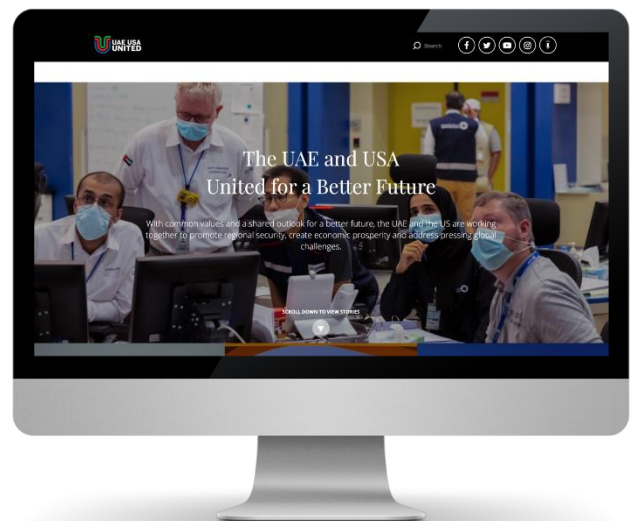 UAE USA
UNITED
Search
The UAE and USA
United for a Better Future
With common values and a shared outlook for a better future, the UAE and the US are working
together to promote regional security, create economic prosperity and address pressing global
challenges.
SCROLL DOWN TO VIEW STORIES